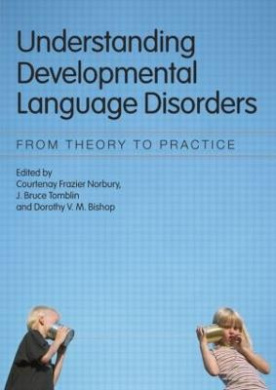 Understanding
Developmental
Language Disorders
FROM THEORY TO PRACTICE
Edited by
Courtenay Frazier Norbury,
J. Bruce Tomblin
and Dorothy V. M. Bishop